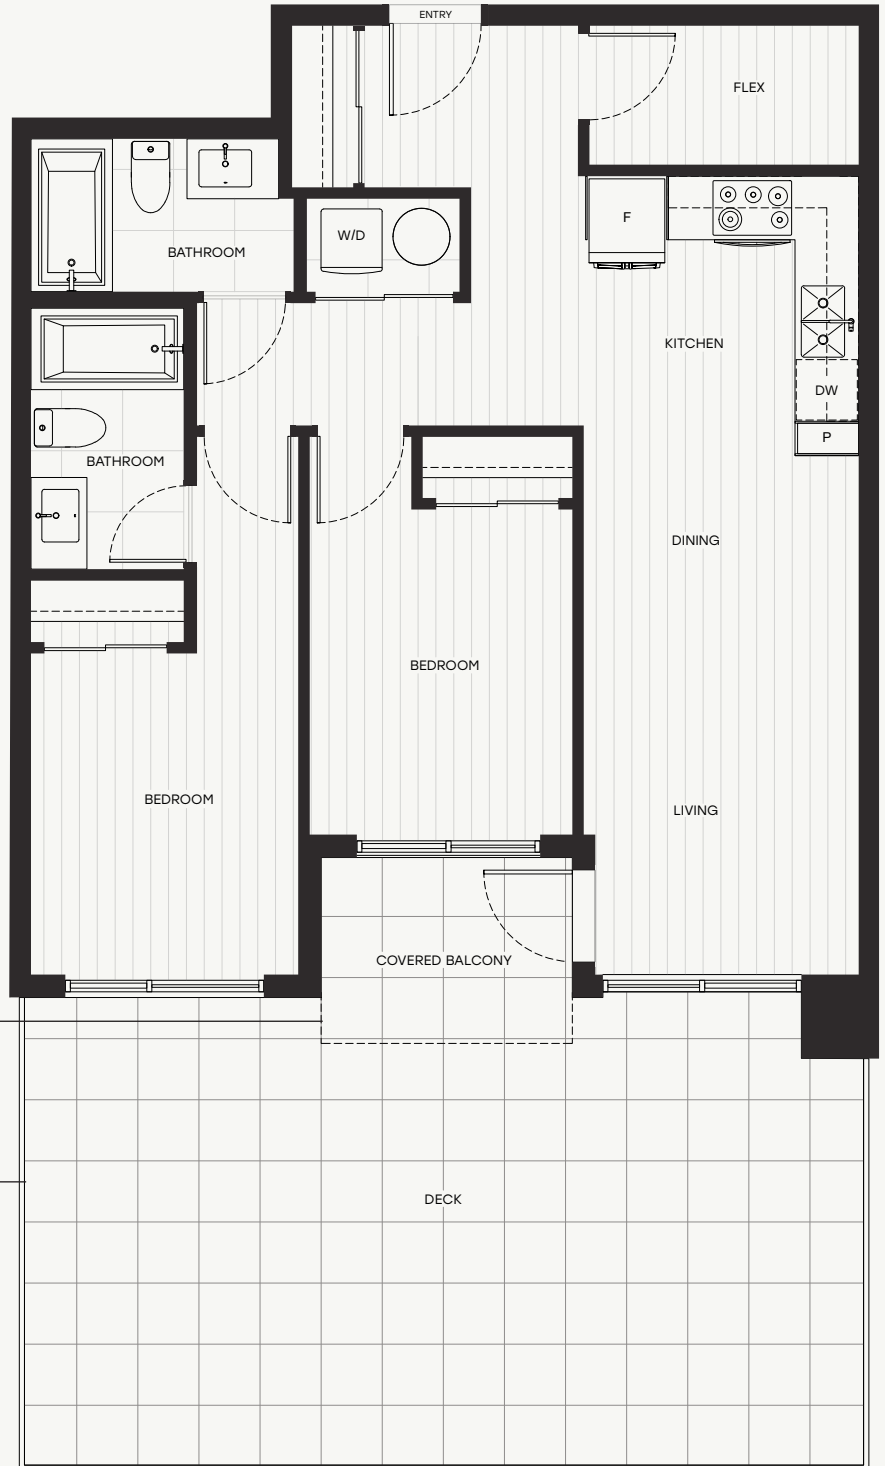 ENTRY
FLEX
F
W/D
BATHROOM
KITCHEN
DW
P
BATHROOM
DINING
BEDROOM
BEDROOM
LIVING
COVERED BALCONY
DECK